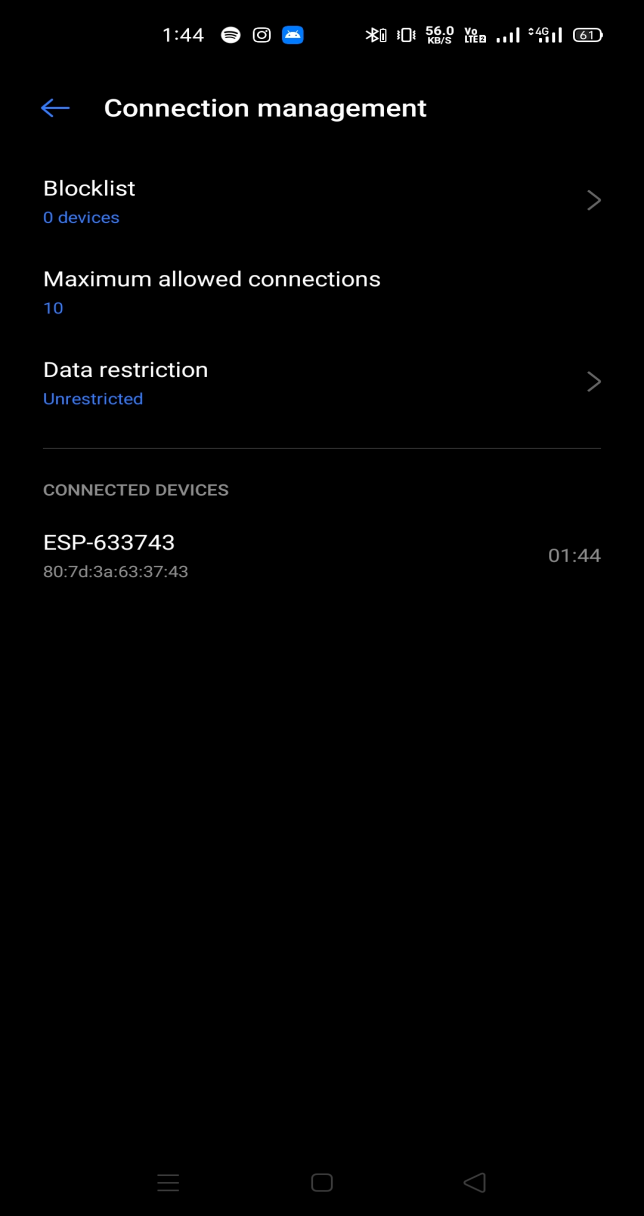 1:44 56.0 KB/S Vo LTE2 4G 61
Connection management
Blocklist
0 devices
Maximum allowed connections
10
Data restriction
Unrestricted
CONNECTED DEVICES
ESP-633743
01:44
80:7d:3a:63:37:43